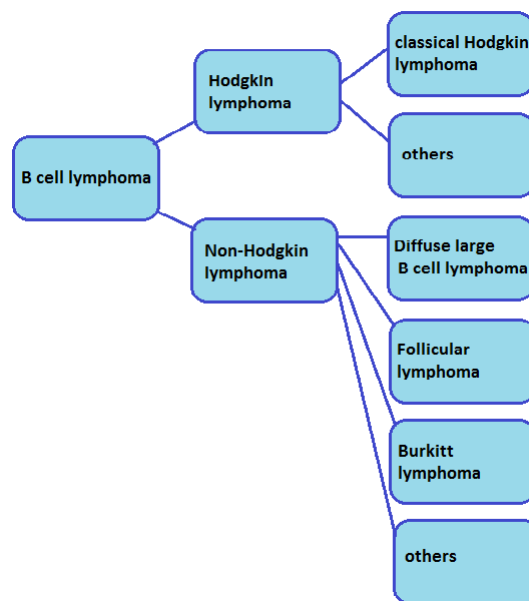 B cell lymphoma
Hodgkin
lymphoma
classical Hodgkin
lymphoma
others
Non-Hodgkin
lymphoma
Diffuse large
B cell lymphoma
Follicular
lymphoma
Burkitt
lymphoma
others